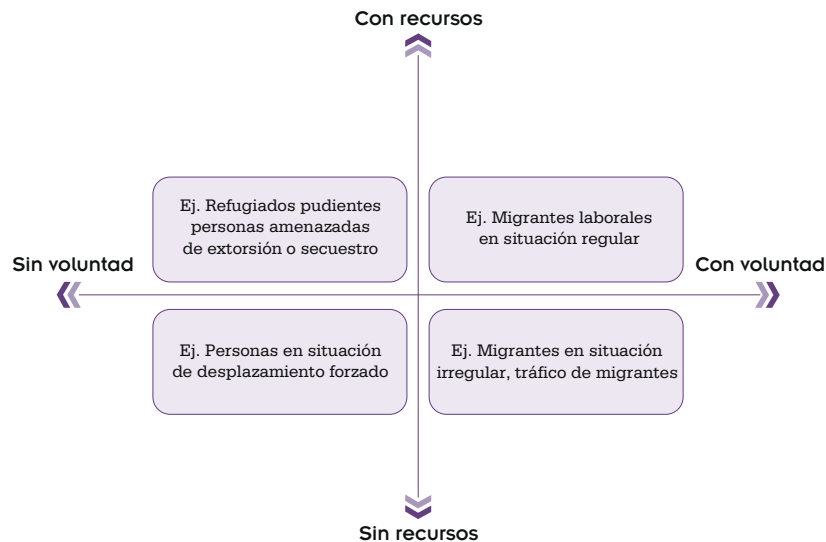 Con recursos
Ej. Refugiados pudientes
personas amenazadas
de extorsión o secuestro
Ej. Migrantes laborales
en situación regular
Sin voluntad
Con voluntad
Ej. Personas en situación
de desplazamiento forzado
Ej. Migrantes en situación
irregular, tráfico de migrantes
Sin recursos